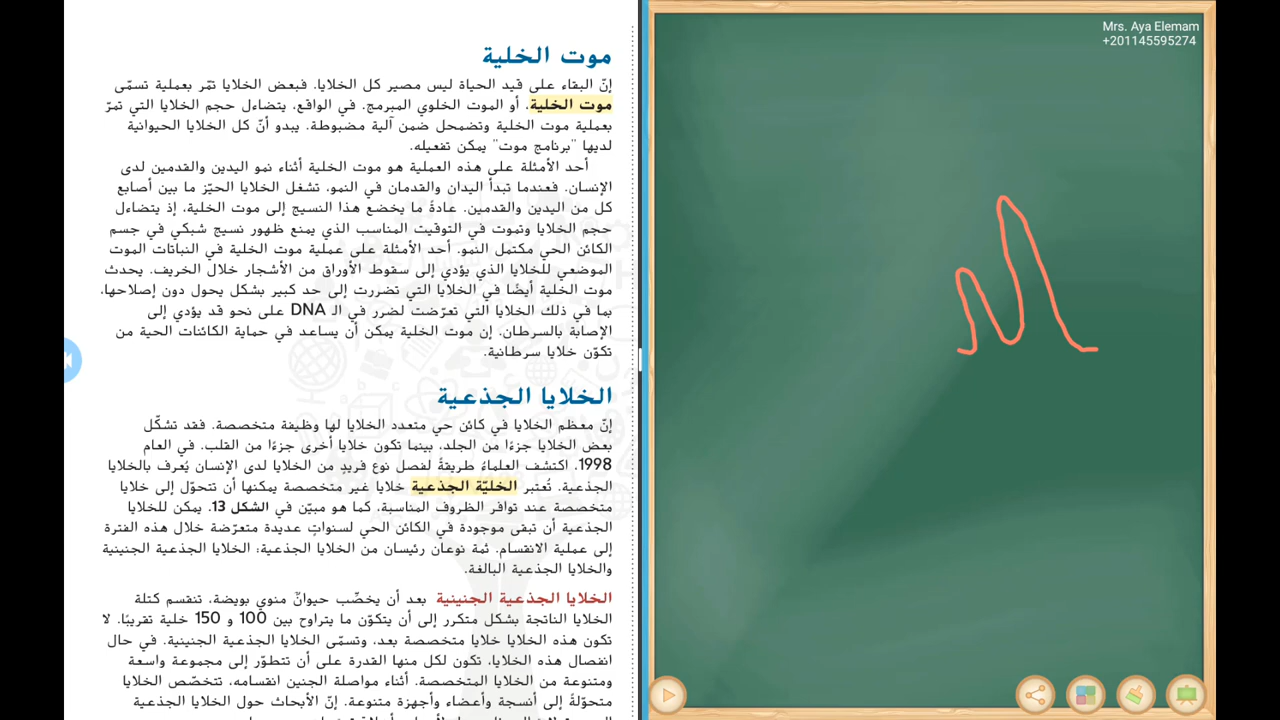 موت الخلية
إنّ البقاء على قيد الحياة ليس مصير كل الخلايا. فبعض الخلايا تمّر بعملية تسمّى
موت الخلية، أو الموت الخلوي المبرمج. في الواقع، يتضاءل حجم الخلايا التي تمرّ
بعملية موت الخلية وتضمحل ضمن آلية مضبوطة. يبدو أنّ كل الخلايا الحيوانية
لديها "برنامج موت" يمكن تفعيله.
أحد الأمثلة على هذه العملية هو موت الخلية أثناء نمو اليدين والقدمين لدى
الإنسان. فعندما تبدأ اليدان والقدمان في النمو، تشغل الخلايا الحيّز ما بين أصابع
كل من اليدين والقدمين. عادةً ما يخضع هذا النسيج إلى موت الخلية، إذ يتضاءل
حجم الخلايا وتموت في التوقيت المناسب الذي يمنع ظهور نسيج شبكي في جسم
الكائن الحي مكتمل النمو. أحد الأمثلة على عملية موت الخلية في النباتات الموت
الموضعي للخلايا الذي يؤدي إلى سقوط الأوراق من الأشجار خلال الخريف. يحدث
موت الخلية أيضًا في الخلايا التي تضررت إلى حد كبير بشكل يحول دون إصلاحها،
بما في ذلك الخلايا التي تعرّضت لضرر في الـ DNA على نحو قد يؤدي إلى
الإصابة بالسرطان. إن موت الخلية يمكن أن يساعد في حماية الكائنات الحية من
تكوّن خلايا سرطانية.
الخلايا الجذعية
إنّ معظم الخلايا في كائن حي متعدد الخلايا لها وظيفة متخصصة. فقد تشكّل
بعض الخلايا جزءًا من الجلد، بينما تكون خلايا أخرى جزءًا من القلب. في العام
1998، اكتشف العلماءُ طريقةً لفصل نوع فريدٍ من الخلايا لدى الإنسان يُعرف بالخلايا
الجذعية. تُعتبر الخليّة الجذعية خلايا غير متخصصة يمكنها أن تتحوّل إلى خلايا
متخصصة عند توافر الظروف المناسبة، كما هو مبيّن في الشكل 13. يمكن للخلايا
الجذعية أن تبقى موجودة في الكائن الحي لسنواتٍ عديدة متعرّضة خلال هذه الفترة
إلى عملية الانقسام. ثمة نوعان رئيسان من الخلايا الجذعية: الخلايا الجذعية الجنينية
والخلايا الجذعية البالغة.
الخلايا الجذعية الجنينية بعد أن يخصِّب حيوانٌ منوي بويضة، تنقسم كتلة
الخلايا الناتجة بشكل متكرر إلى أن يتكوّن ما يتراوح بين 100 و 150 خلية تقريبًا. لا
تكون هذه الخلايا خلايا متخصصة بعد، وتسمّى الخلايا الجذعية الجنينية. في حال
انفصال هذه الخلايا، تكون لكل منها القدرة على أن تتطوّر إلى مجموعة واسعة
ومتنوعة من الخلايا المتخصصة. أثناء مواصلة الجنين انقسامه، تتخصّص الخلايا
متحوّلةً إلى أنسجة وأعضاء وأجهزة متنوعة. إنّ الأبحاث حول الخلايا الجذعية
Mrs. Aya Elemam
+201145595274